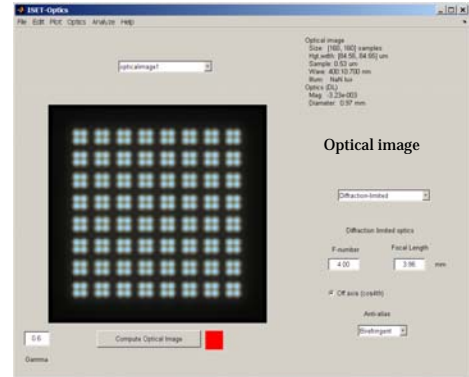 ISET-Optics
File Edit Plot Optics Analyze Help
opticalimage1
Optical image
Size: [160, 160] samples
Hgt,width: [84.56, 84.65] um
Sample: 0.53 um
Wave: 400:10:700 nm
Illum: NaN lux
Optics (DL)
Mag: -3.23e-003
Diameter: 0.97 mm
Optical image
Diffraction-limited
Diffraction limited optics
F-number Focal Length
4.00 3.96 mm
Off axis (cos4th)
Anti-alias
Birefringent
0.6 Compute Optical Image
Gamma